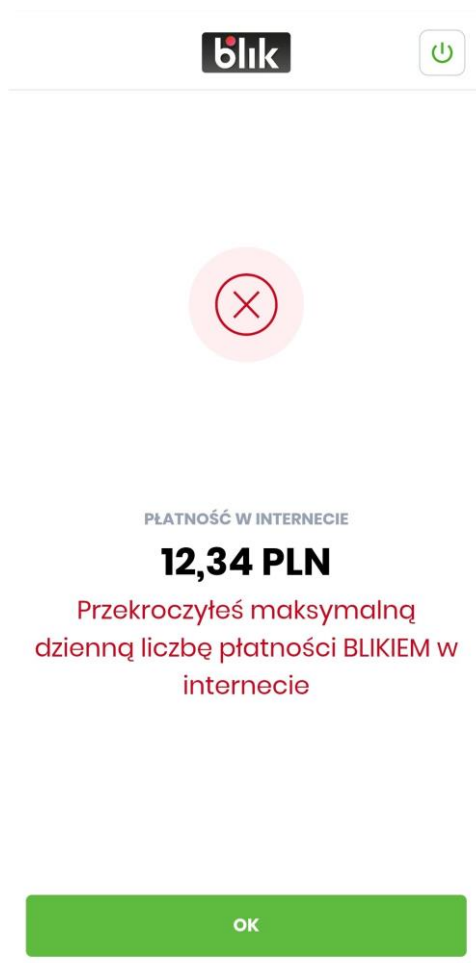 blik
PŁATNOŚĆ W INTERNECIE
12,34 PLN
Przekroczyłeś maksymalną
dzienną liczbę płatności BLIKIEM w
internecie
OK